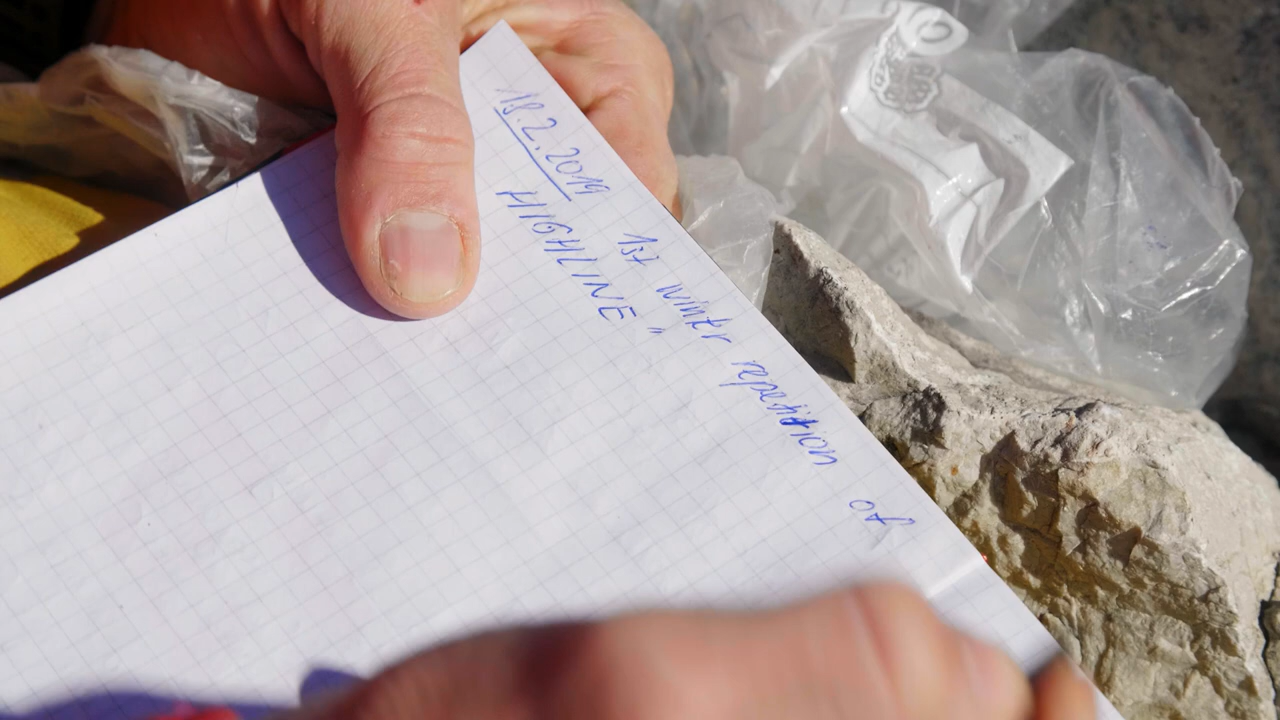 18.2.2019 1st winter repetition of
HIGHLINE "